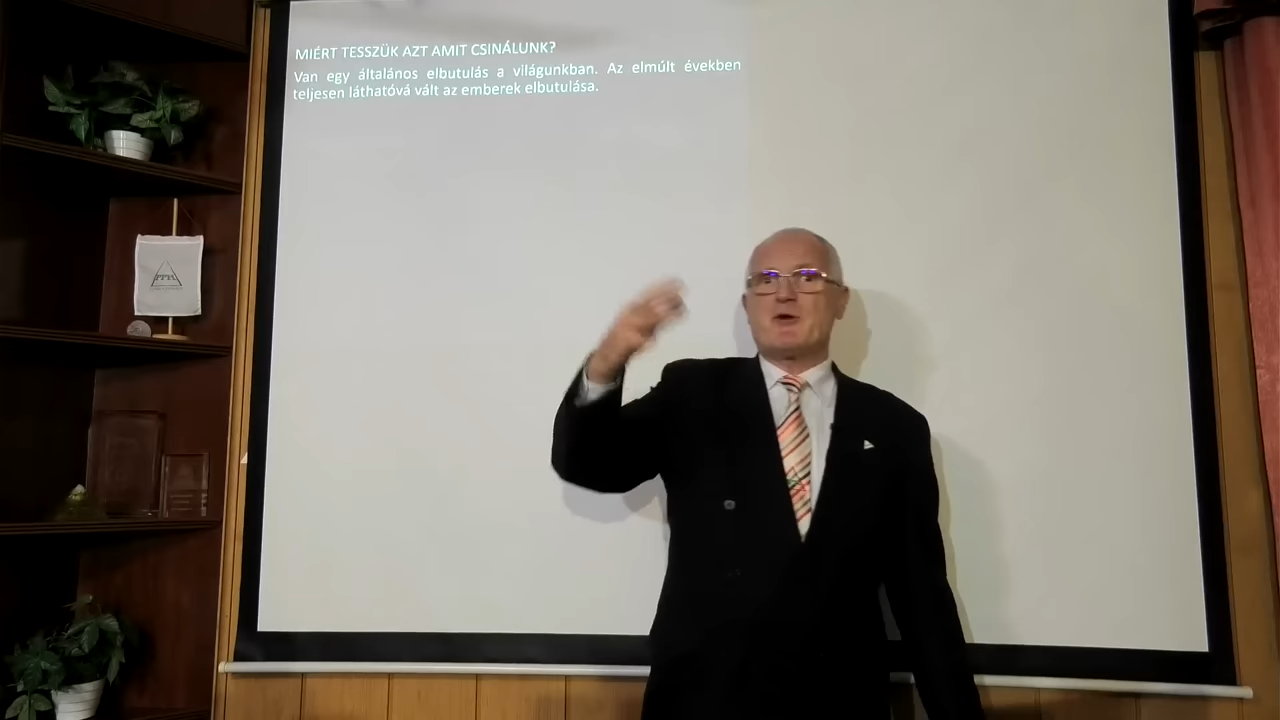 MIÉRT TESSZÜK AZT AMIT CSINÁLUNK?
Van egy általános elbutulás a világunkban. Az elmúlt években
teljesen láthatóvá vált az emberek elbutulása.